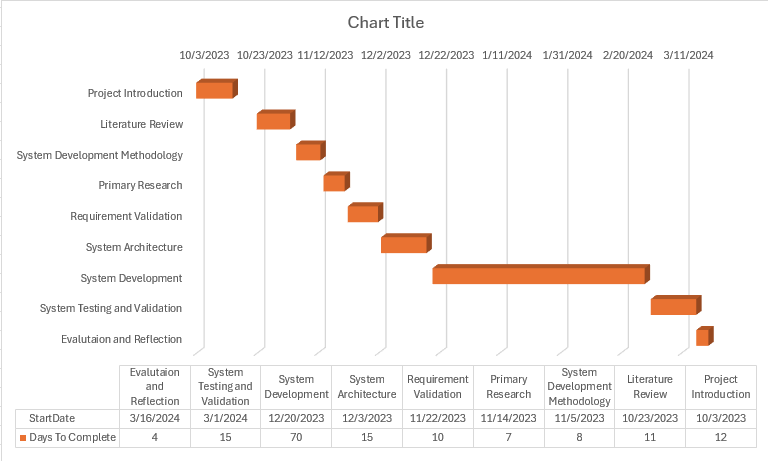 Chart Title
10/3/2023 10/23/2023 11/12/2023 12/2/2023 12/22/2023 1/11/2024 1/31/2024 2/20/2024 3/11/2024
Project Introduction
Literature Review
System Development Methodology
Primary Research
Requirement Validation
System Architecture
System Development
System Testing and Validation
Evalutaion and Reflection
Evalutaion and Reflection System Testing and Validation System Development System Architecture Requirement Validation Primary Research System Development Methodology Literature Review Project Introduction
StartDate 3/16/2024 3/1/2024 12/20/2023 12/3/2023 11/22/2023 11/14/2023 11/5/2023 10/23/2023 10/3/2023
Days To Complete 4 15 70 15 10 7 8 11 12